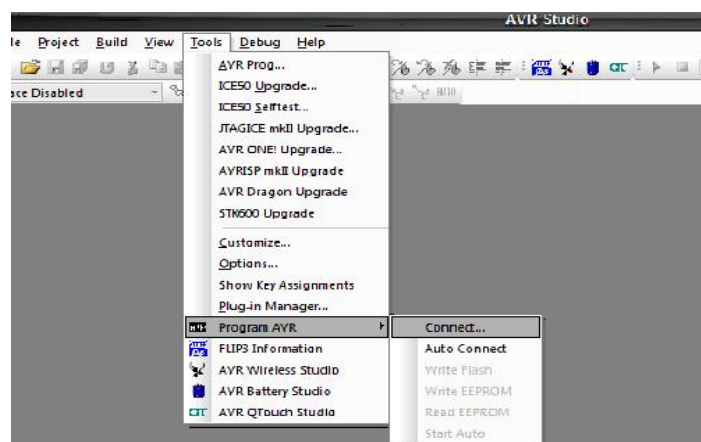 AVR Studio
le Project Build View Tools Debug Help
ace Disabled
AUTO
AVR Prog...
ICE50 Upgrade...
ICE50 Selftest...
JTAGICE mkII Upgrade...
AVR ONE! Upgrade...
AVRISP mkII Upgrade
AVR Dragon Upgrade
STK600 Upgrade
Customize...
Options...
Show Key Assignments
Plug-in Manager...
Program AVR
FLIP3 Information
AVR Wireless Studio
AVR Battery Studio
AVR QTouch Studio
Connect...
Auto Connect
Write Flash
Write EEPROM
Read EEPROM
Start Auto